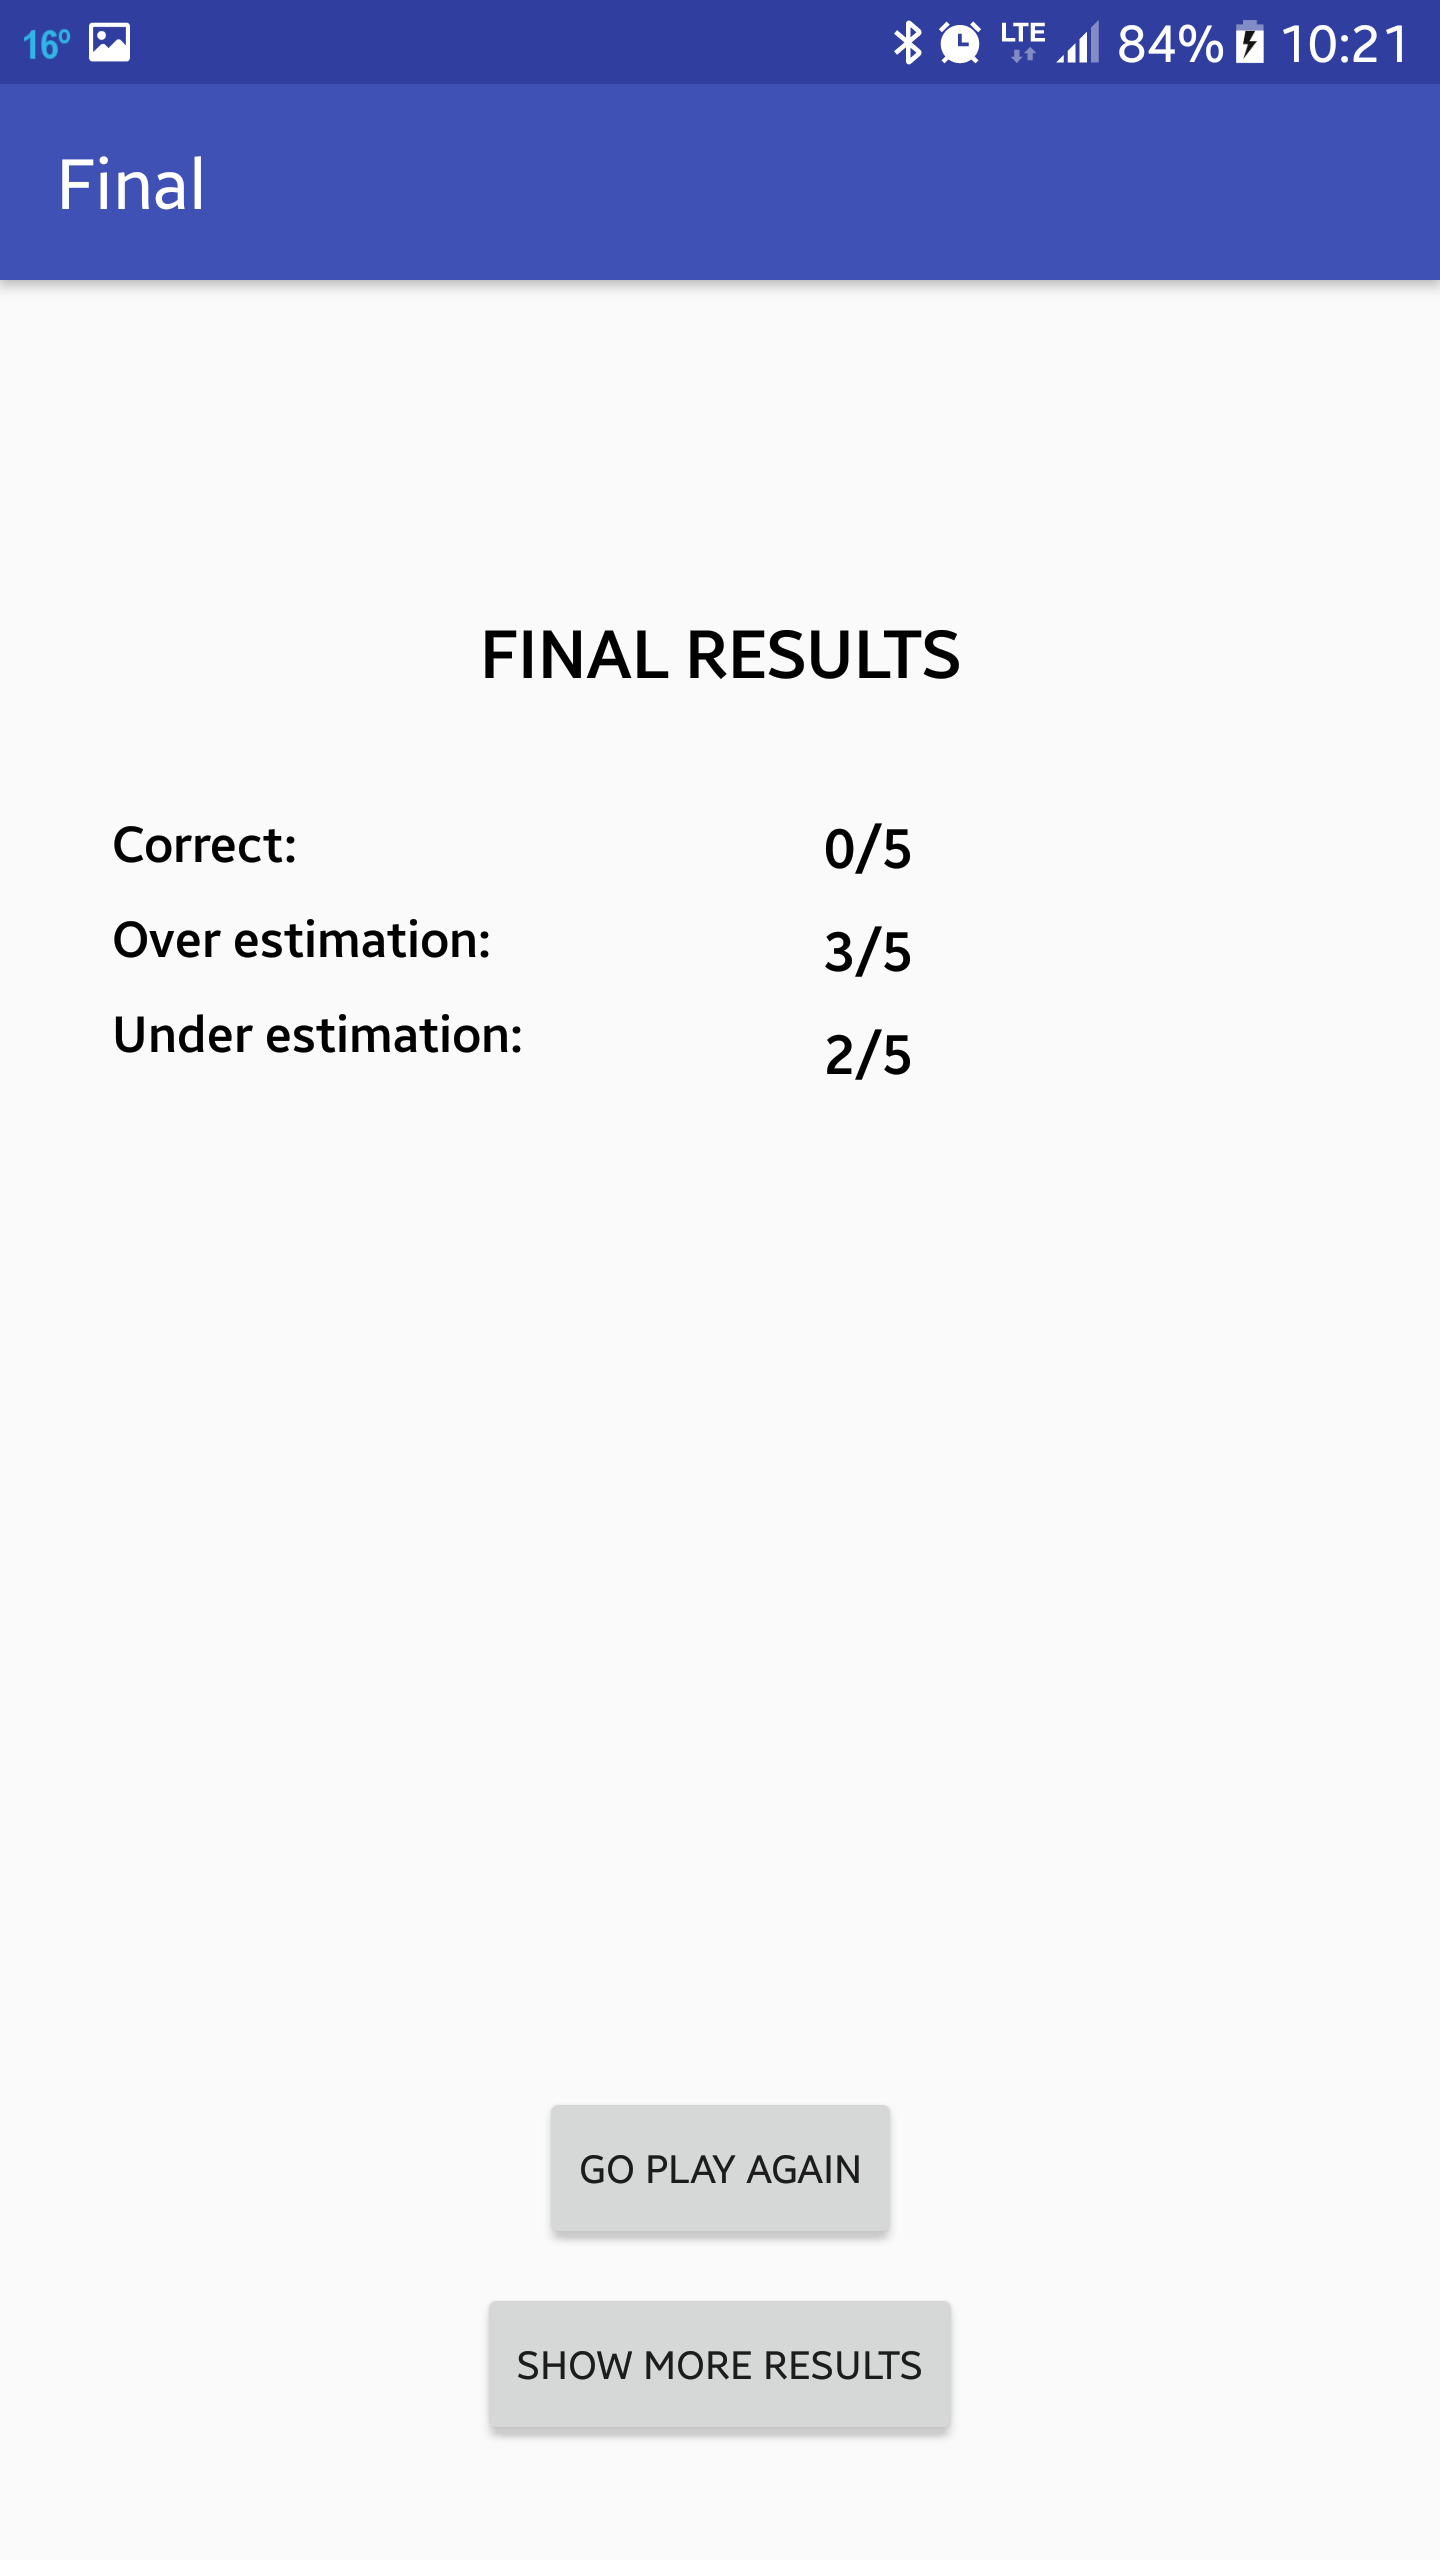 16° LTE 84% 10:21
Final
FINAL RESULTS
Correct: 0/5
Over estimation: 3/5
Under estimation: 2/5
GO PLAY AGAIN
SHOW MORE RESULTS